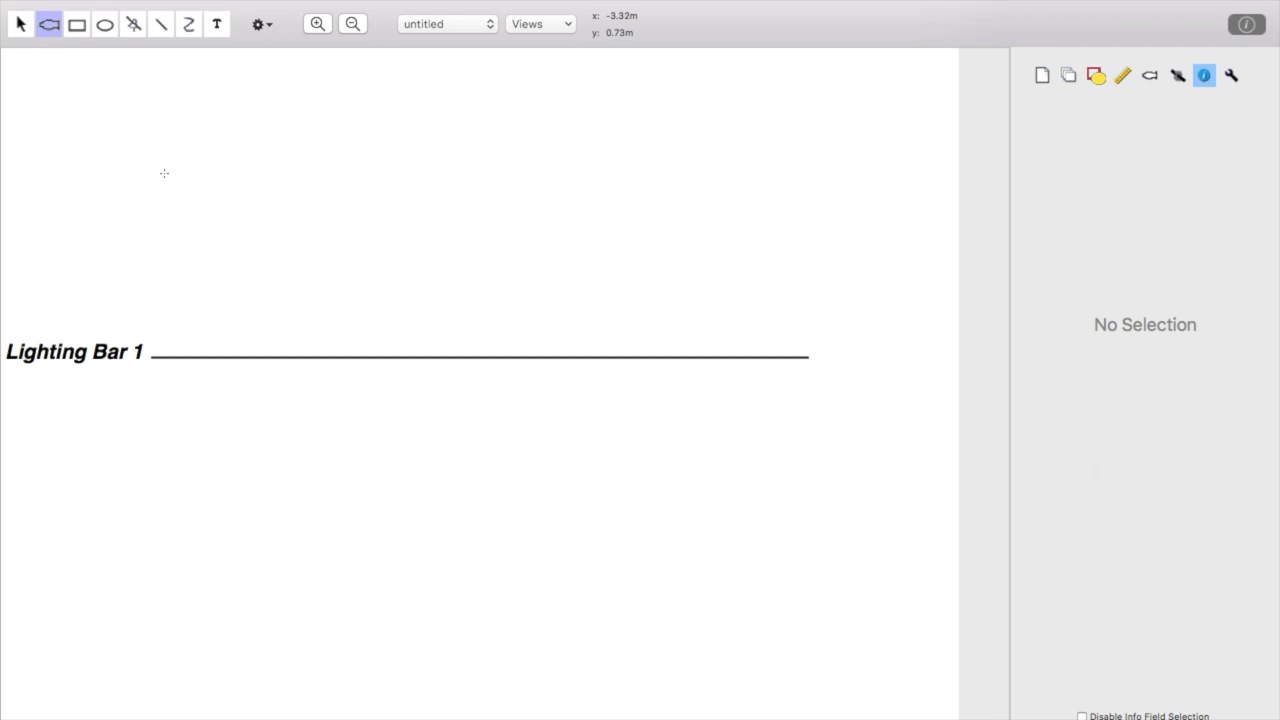 T
untitled
Views
x: -3.32m
y: 0.73m
No Selection
Lighting Bar 1
Disable Info Field Selection